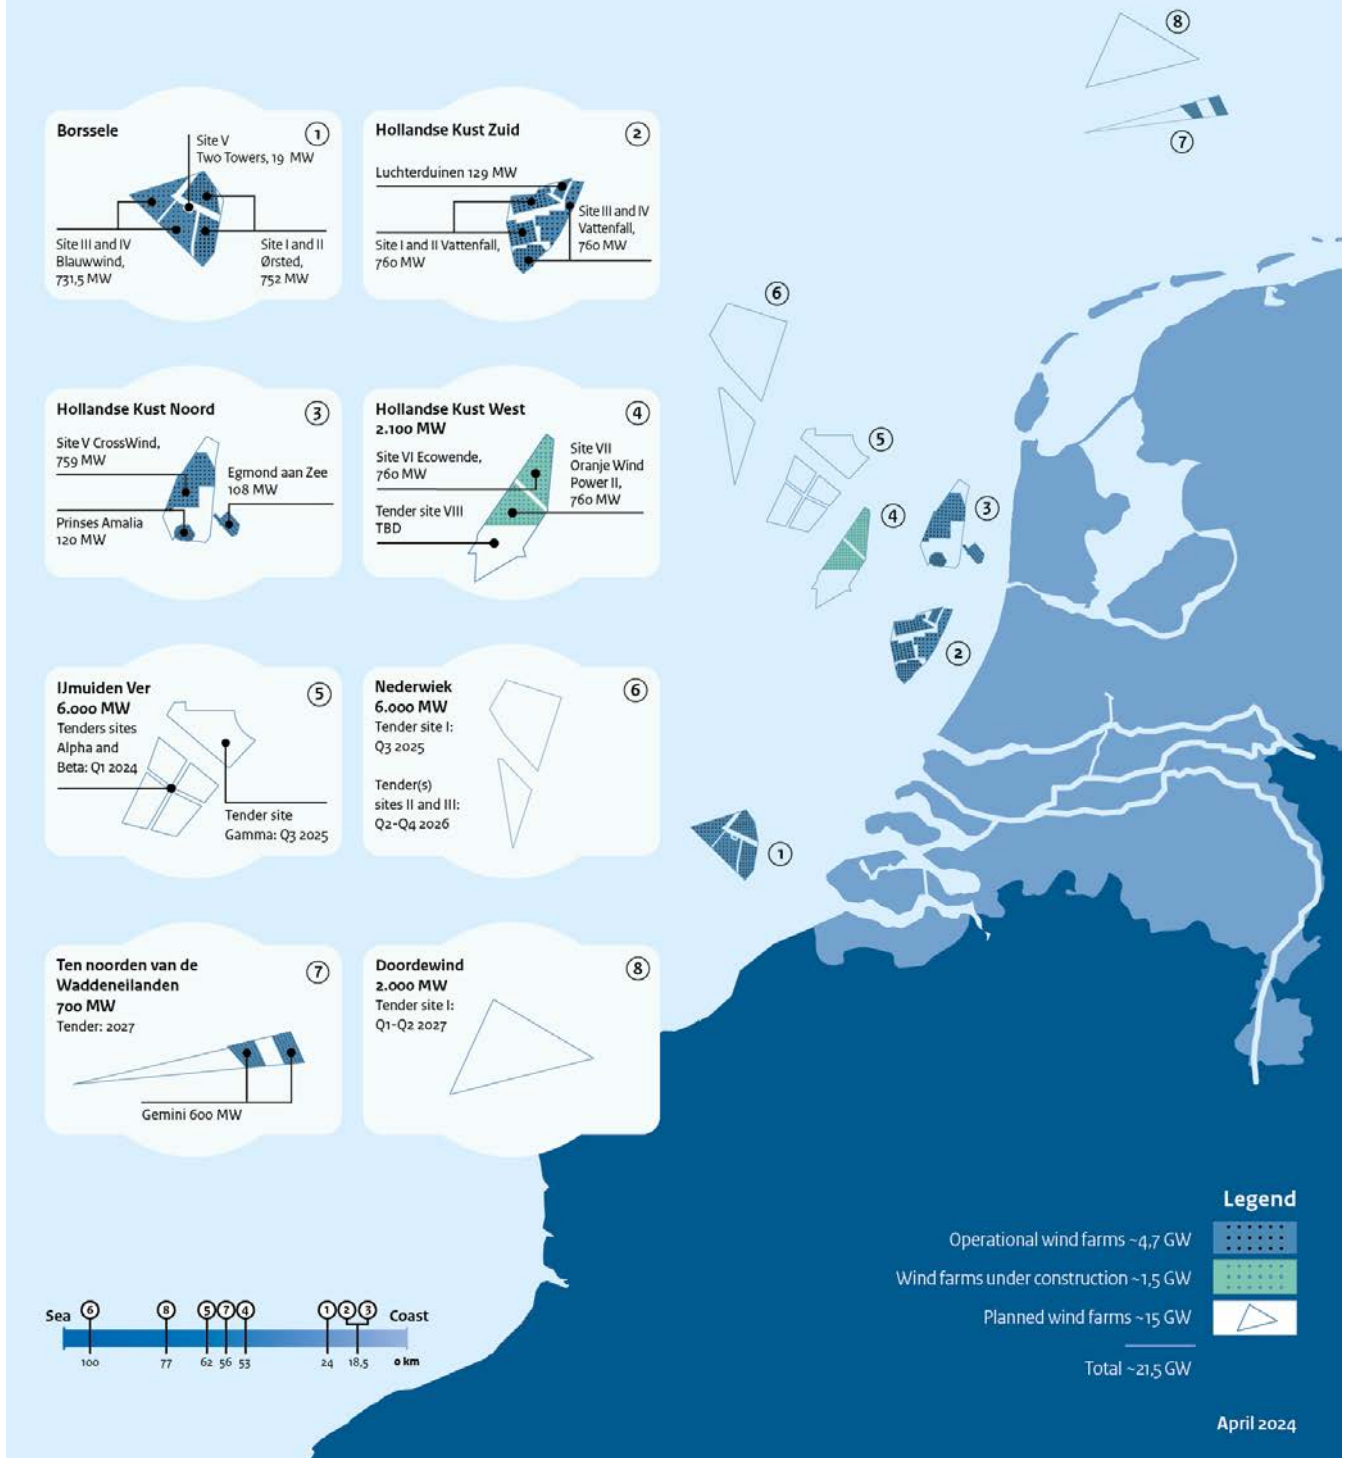 8
7
Borssele
1
Site V
Two Towers, 19 MW
Site III and IV
Blauwwind,
731,5 MW
Site I and II
Ørsted,
752 MW
Hollandse Kust Zuid
2
Luchterduinen 129 MW
Site I and II Vattenfall,
760 MW
Site III and IV
Vattenfall,
760 MW
Hollandse Kust Noord
3
Site V CrossWind,
759 MW
Egmond aan Zee
108 MW
Prinses Amalia
120 MW
Hollandse Kust West
2.100 MW
4
Site VI Ecowende,
760 MW
Site VII
Oranje Wind
Power II,
760 MW
Tender site VIII
TBD
IJmuiden Ver
6.000 MW
5
Tenders sites
Alpha and
Beta: Q1 2024
Tender site
Gamma: Q3 2025
Nederwiek
6.000 MW
6
Tender site I:
Q3 2025
Tender(s)
sites II and III:
Q2-Q4 2026
Ten noorden van de
Waddeneilanden
700 MW
7
Tender: 2027
Gemini 600 MW
Doordewind
2.000 MW
8
Tender site I:
Q1-Q2 2027
6
5
4
3
2
1
Sea 6 8 5 7 4 1 2 3 Coast
100 77 62 56 53 24 18,5 0 km
Legend
Operational wind farms ~4,7 GW
Wind farms under construction ~1,5 GW
Planned wind farms ~15 GW
Total ~21,5 GW
April 2024